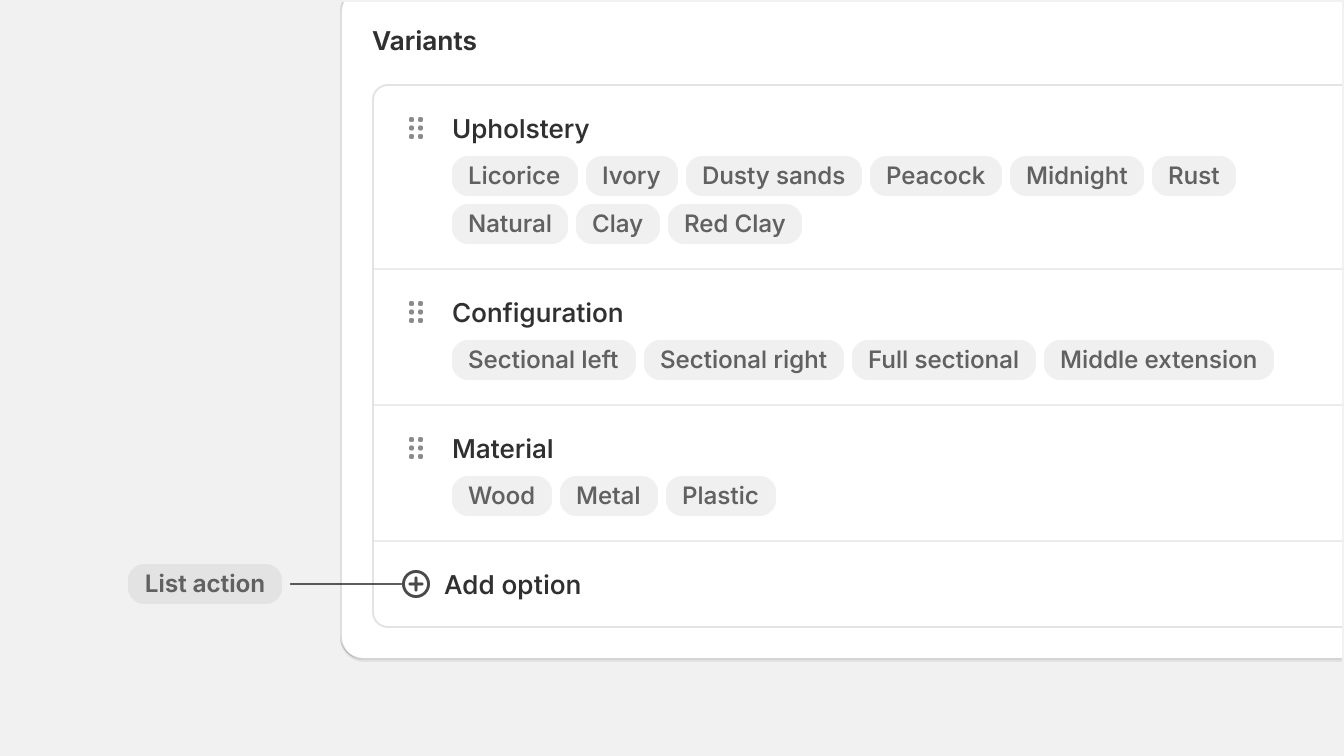 Variants
Upholstery
Licorice Ivory Dusty sands Peacock Midnight Rust
Natural Clay Red Clay
Configuration
Sectional left Sectional right Full sectional Middle extension
Material
Wood Metal Plastic
List action
Add option